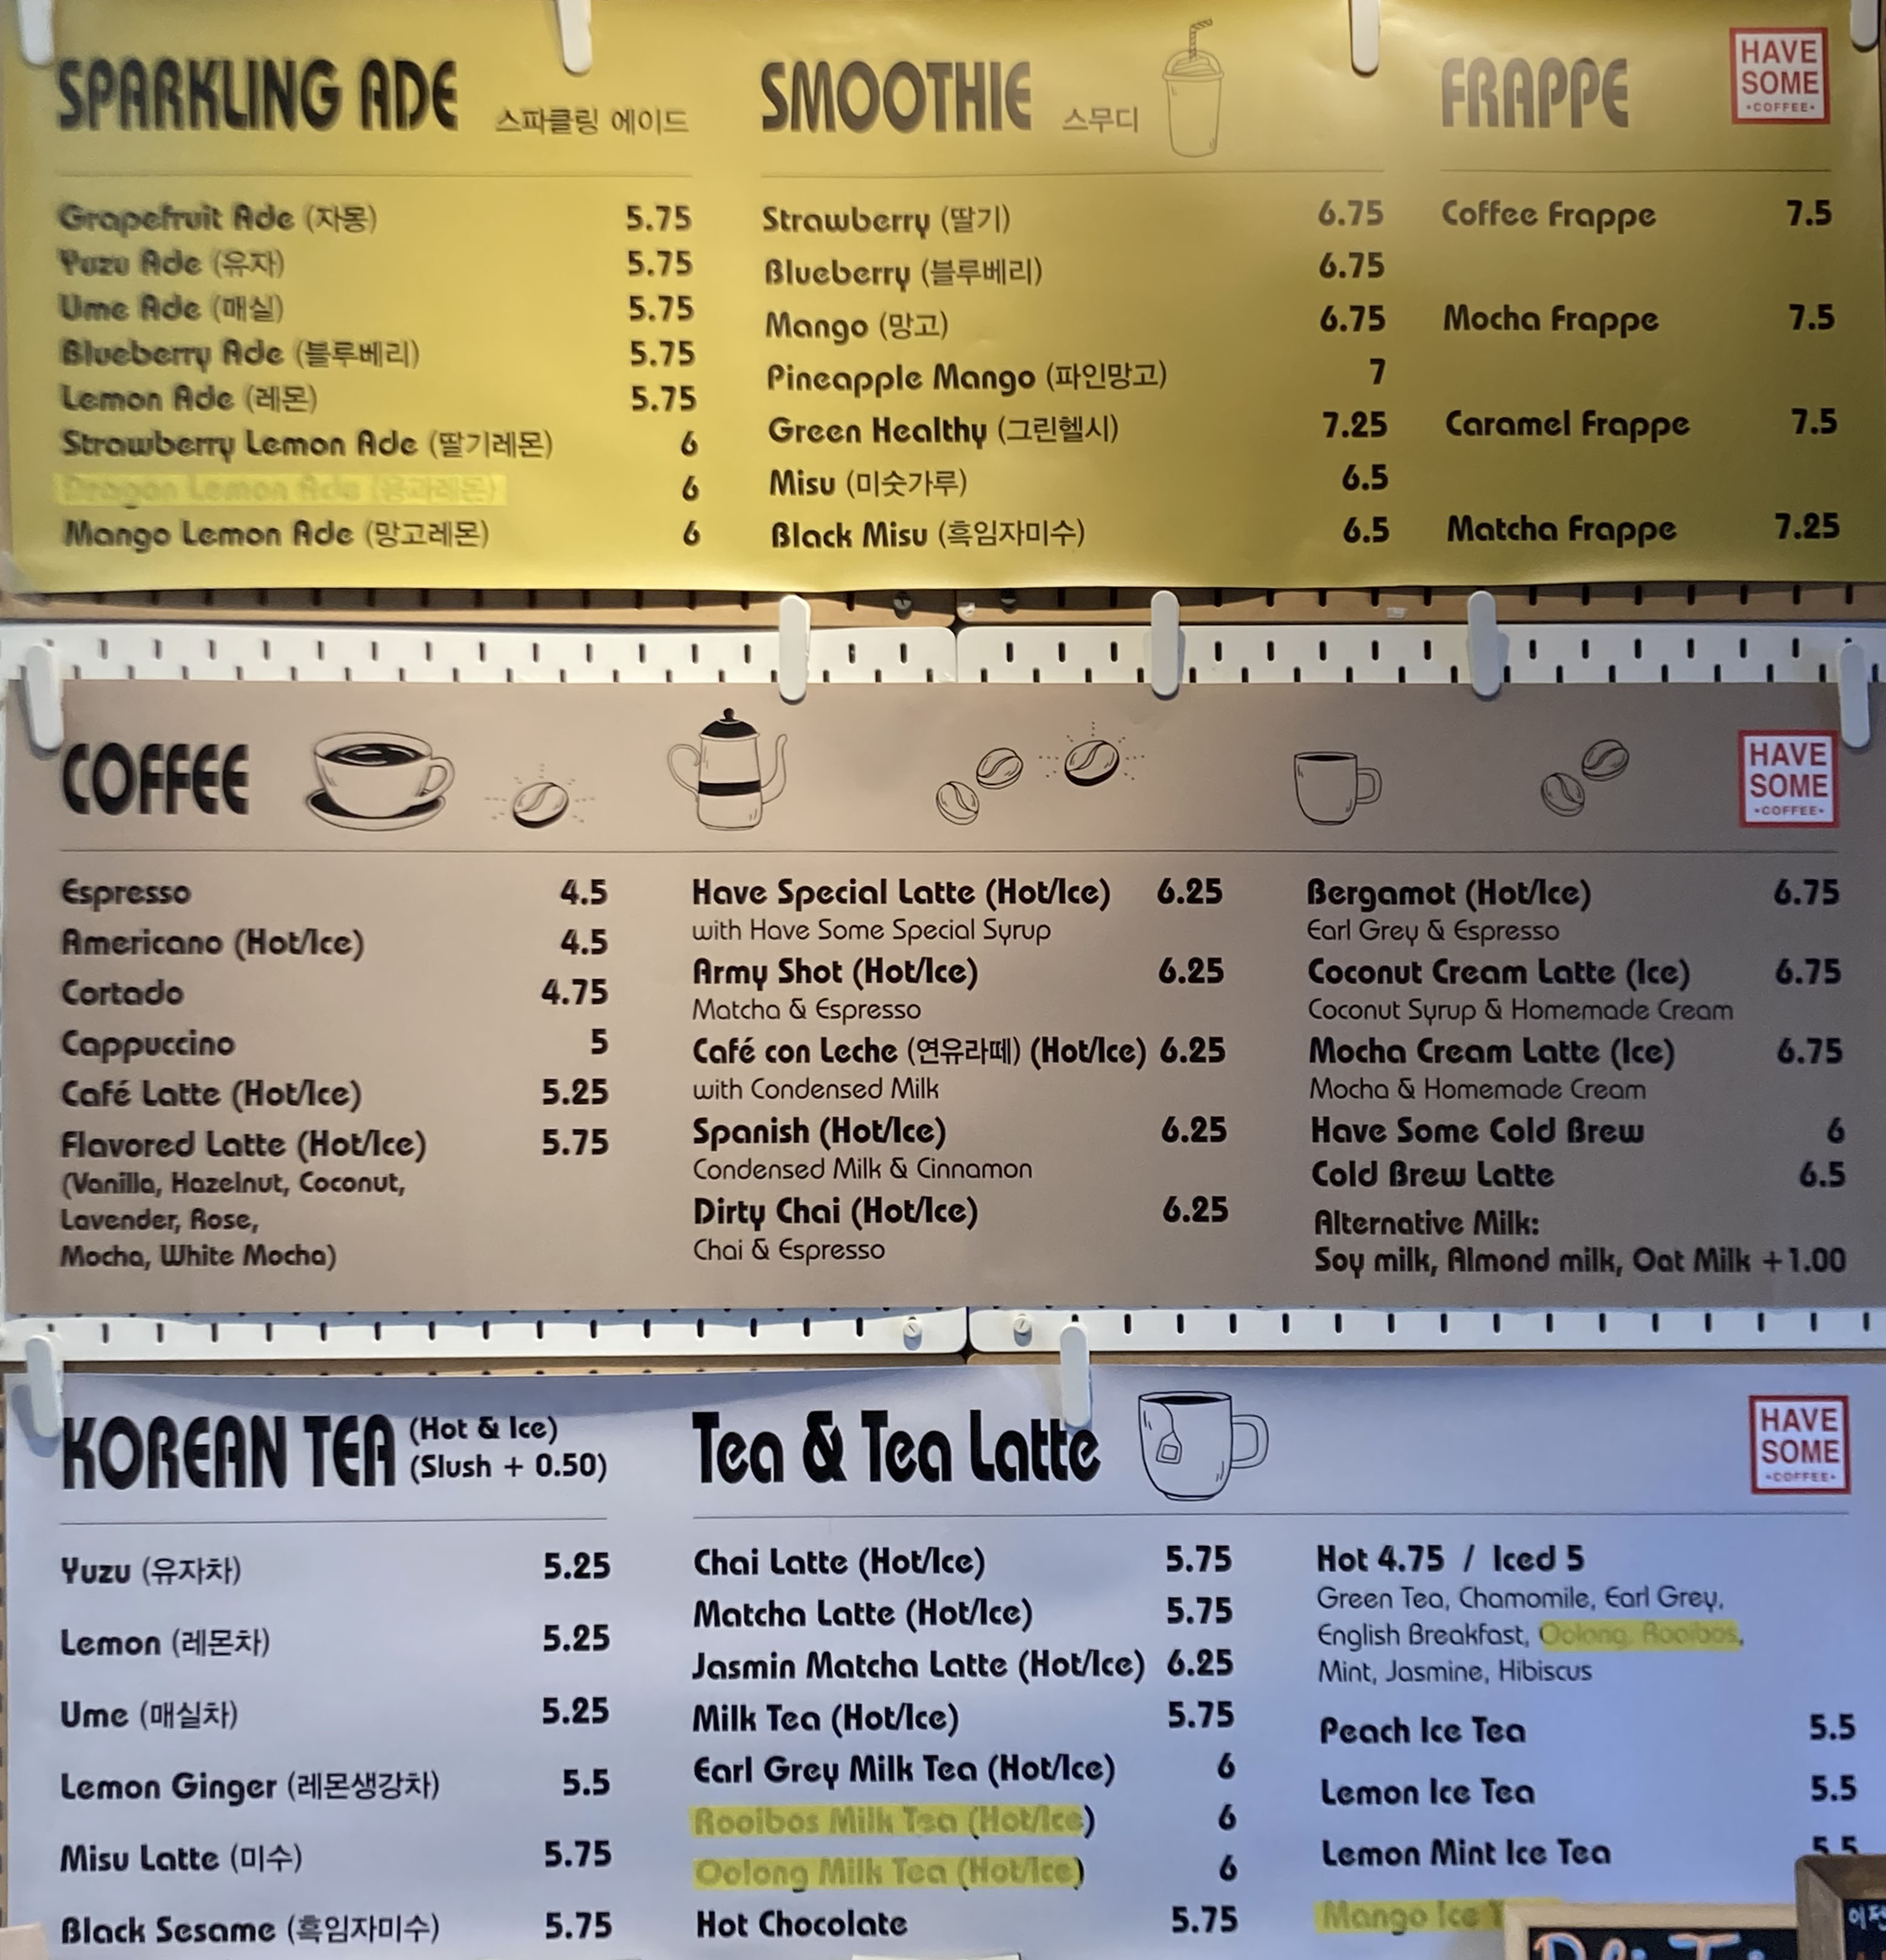 SPARKLING ADE 스파클링 에이드
Grapefruit Ade (자몽) 5.75
Yuzu Ade (유자) 5.75
Ume Ade (매실) 5.75
Blueberry Ade (블루베리) 5.75
Lemon Ade (레몬) 5.75
Strawberry Lemon Ade (딸기레몬) 6
Dragon Lemon Ade (용과레몬) 6
Mango Lemon Ade (망고레몬) 6
SMOOTHIE 스무디
Strawberry (딸기) 6.75
Blueberry (블루베리) 6.75
Mango (망고) 6.75
Pineapple Mango (파인망고) 7
Green Healthy (그린헬시) 7.25
Misu (미숫가루) 6.5
Black Misu (흑임자미수) 6.5
FRAPPE
HAVE
SOME
•COFFEE•
Coffee Frappe 7.5
Mocha Frappe 7.5
Caramel Frappe 7.5
Matcha Frappe 7.25
COFFEE
HAVE
SOME
•COFFEE•
Espresso 4.5
Americano (Hot/Ice) 4.5
Cortado 4.75
Cappuccino 5
Café Latte (Hot/Ice) 5.25
Flavored Latte (Hot/Ice) 5.75
(Vanilla, Hazelnut, Coconut,
Lavender, Rose,
Mocha, White Mocha)
Have Special Latte (Hot/Ice) 6.25
with Have Some Special Syrup
Army Shot (Hot/Ice) 6.25
Matcha & Espresso
Café con Leche (연유라떼) (Hot/Ice) 6.25
with Condensed Milk
Spanish (Hot/Ice) 6.25
Condensed Milk & Cinnamon
Dirty Chai (Hot/Ice) 6.25
Chai & Espresso
Bergamot (Hot/Ice) 6.75
Earl Grey & Espresso
Coconut Cream Latte (Ice) 6.75
Coconut Syrup & Homemade Cream
Mocha Cream Latte (Ice) 6.75
Mocha & Homemade Cream
Have Some Cold Brew 6
Cold Brew Latte 6.5
Alternative Milk:
Soy milk, Almond milk, Oat Milk +1.00
KOREAN TEA (Hot & Ice)
(Slush + 0.50)
Yuzu (유자차) 5.25
Lemon (레몬차) 5.25
Ume (매실차) 5.25
Lemon Ginger (레몬생강차) 5.5
Misu Latte (미수) 5.75
Black Sesame (흑임자미수) 5.75
Tea & Tea Latte
HAVE
SOME
•COFFEE•
Chai Latte (Hot/Ice) 5.75
Matcha Latte (Hot/Ice) 5.75
Jasmin Matcha Latte (Hot/Ice) 6.25
Milk Tea (Hot/Ice) 5.75
Earl Grey Milk Tea (Hot/Ice) 6
Rooibos Milk Tea (Hot/Ice) 6
Oolong Milk Tea (Hot/Ice) 6
Hot Chocolate 5.75
Hot 4.75 / Iced 5
Green Tea, Chamomile, Earl Grey,
English Breakfast, Oolong, Rooibos,
Mint, Jasmine, Hibiscus
Peach Ice Tea 5.5
Lemon Ice Tea 5.5
Lemon Mint Ice Tea 5.5
Mango Ice